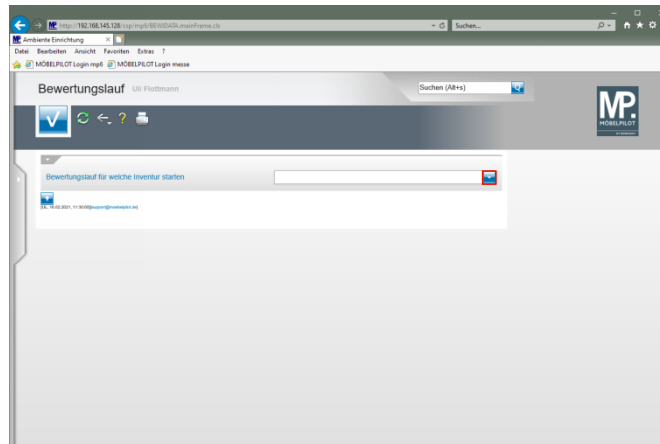 http://192.168.145.128/csp/mp6/BEWIDATA.mainFrame.cls
Suchen...
Ambiente Einrichtung
Datei Bearbeiten Ansicht Favoriten Extras ?
MÖBELPILOT Login mp6 MÖBELPILOT Login messe
Bewertungslauf Uli Flottmann
Suchen (Alt+s)
MP.
MÖBELPILOT
Bewertungslauf für welche Inventur starten